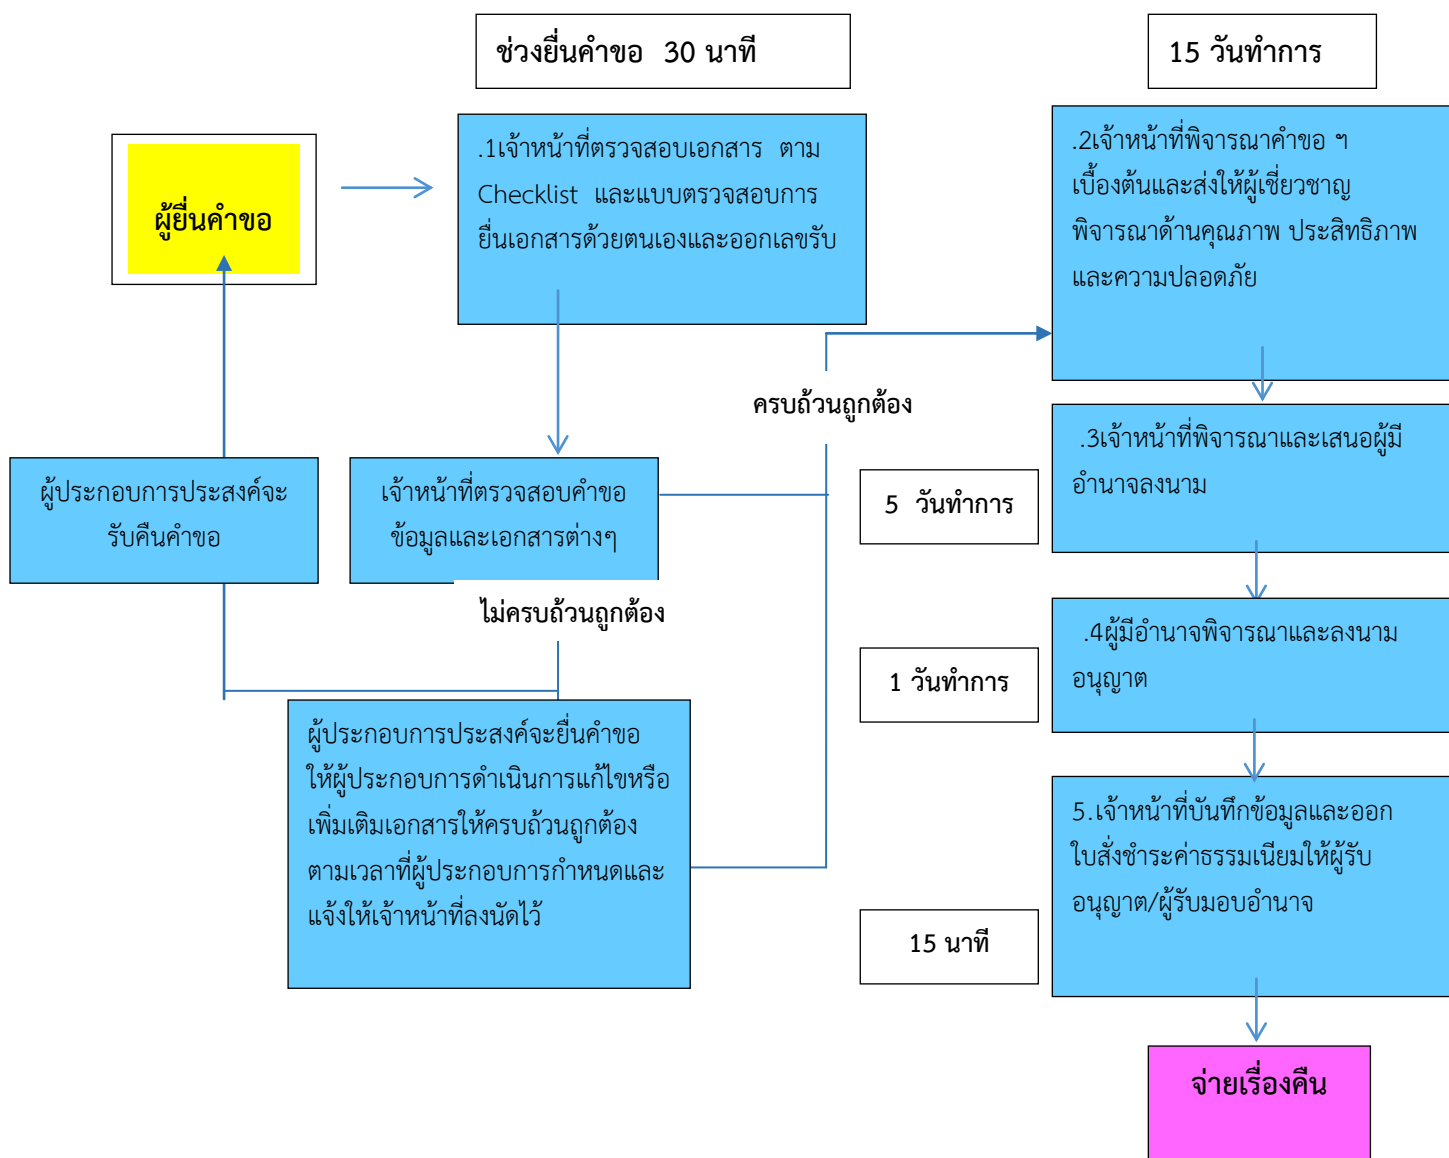 ช่วงยื่นคำขอ  30 นาที
15 วันทำการ
ผู้ยื่นคำขอ
.1เจ้าหน้าที่ตรวจสอบเอกสาร  ตาม
Checklist  และแบบตรวจสอบการ
ยื่นเอกสารด้วยตนเองและออกเลขรับ
.2เจ้าหน้าที่พิจารณาคำขอ ฯ
เบื้องต้นและส่งให้ผู้เชี่ยวชาญ
พิจารณาด้านคุณภาพ ประสิทธิภาพ
และความปลอดภัย
ครบถ้วนถูกต้อง
ผู้ประกอบการประสงค์จะ
รับคืนคำขอ
เจ้าหน้าที่ตรวจสอบคำขอ
ข้อมูลและเอกสารต่างๆ
5  วันทำการ
.3เจ้าหน้าที่พิจารณาและเสนอผู้มี
อำนาจลงนาม
ไม่ครบถ้วนถูกต้อง
1 วันทำการ
.4ผู้มีอำนาจพิจารณาและลงนาม
อนุญาต
ผู้ประกอบการประสงค์จะยื่นคำขอ
ให้ผู้ประกอบการดำเนินการแก้ไขหรือ
เพิ่มเติมเอกสารให้ครบถ้วนถูกต้อง
ตามเวลาที่ผู้ประกอบการกำหนดและ
แจ้งให้เจ้าหน้าที่ลงนัดไว้
15 นาที
5.เจ้าหน้าที่บันทึกข้อมูลและออก
ใบสั่งชำระค่าธรรมเนียมให้ผู้รับ
อนุญาต/ผู้รับมอบอำนาจ
จ่ายเรื่องคืน